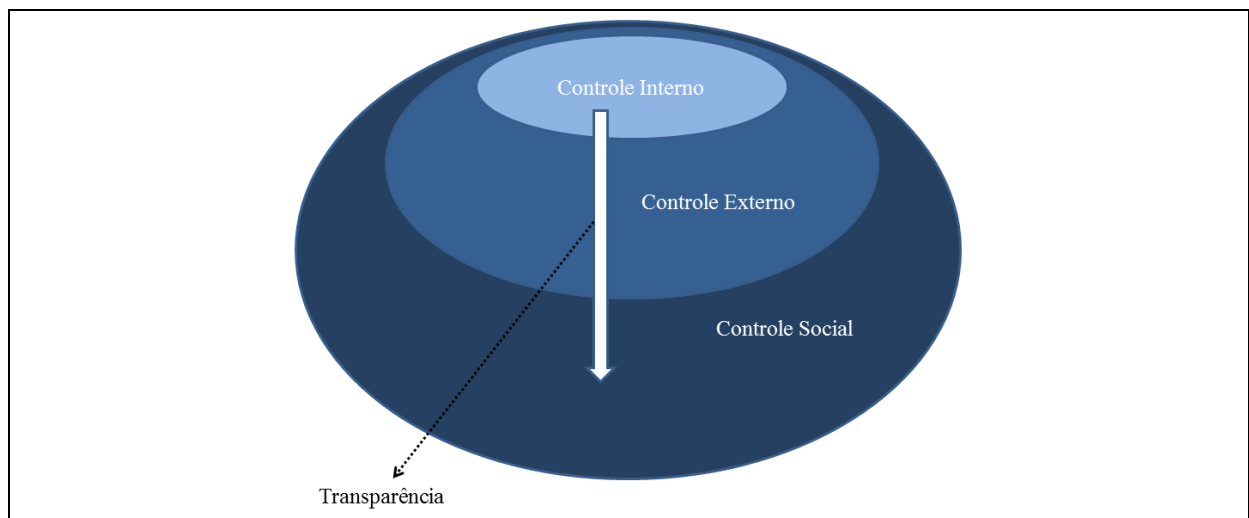 Controle Interno
Controle Externo
Controle Social
Transparência